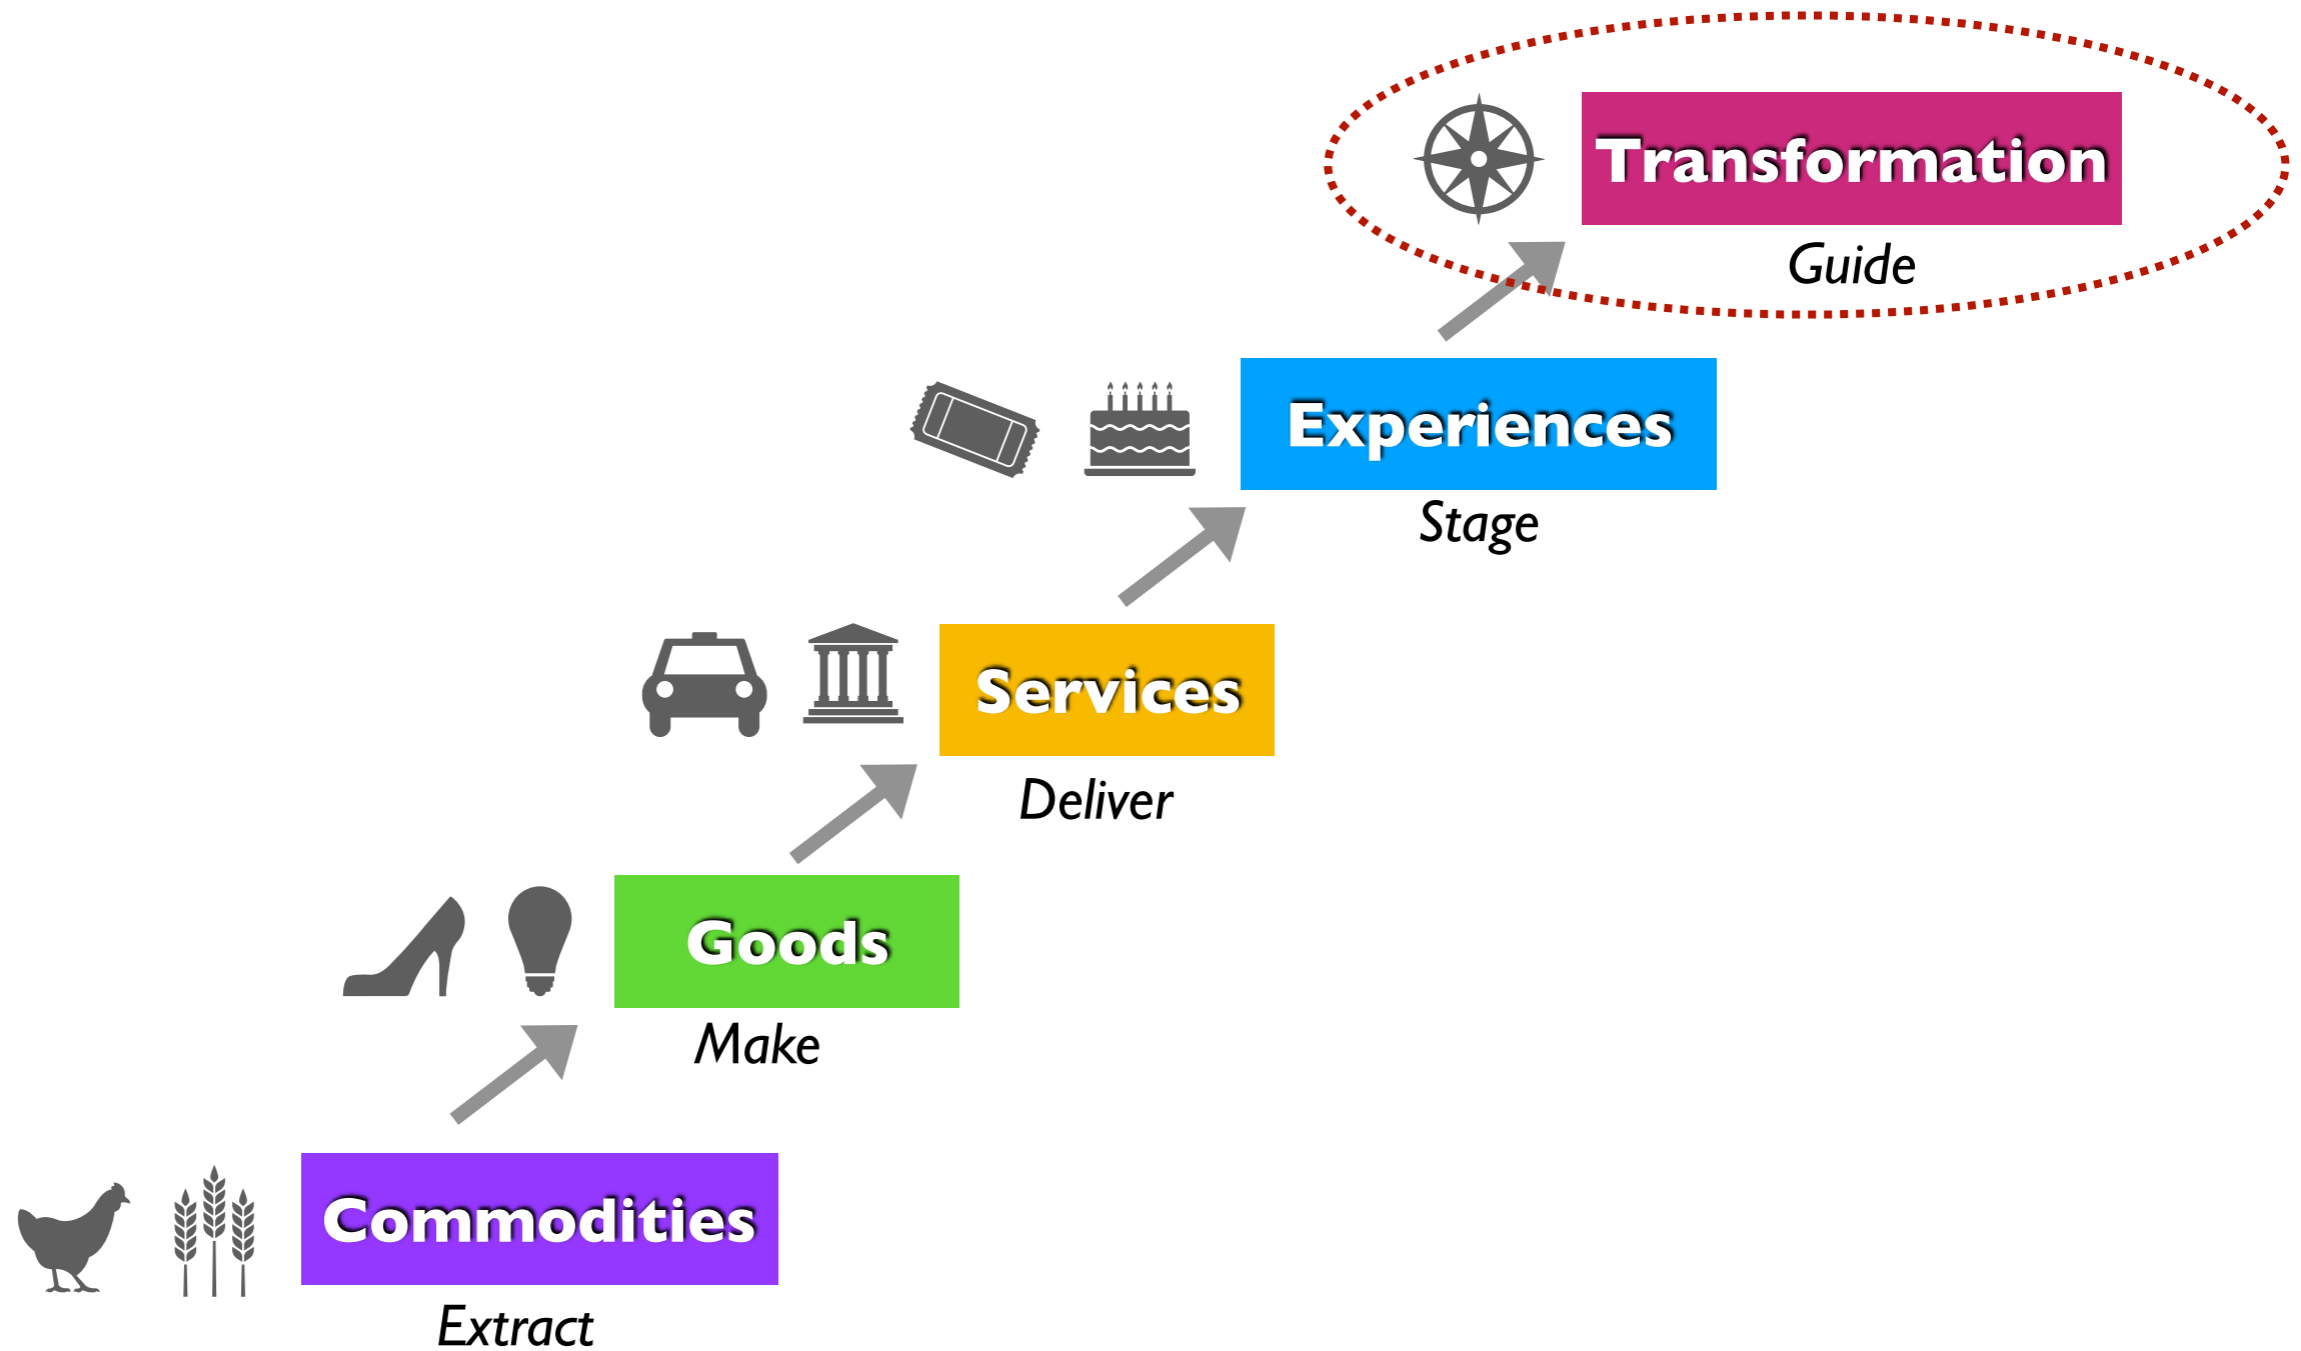 Transformation
Guide
Experiences
Stage
Services
Deliver
Goods
Make
Commodities
Extract